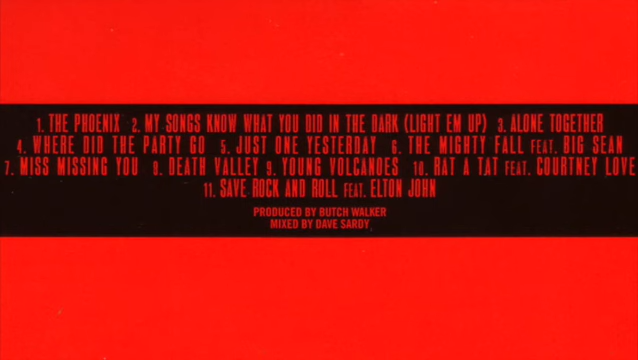 1. THE PHOENIX 2. MY SONGS KNOW WHAT YOU DID IN THE DARK (LIGHT EM UP) 3. ALONE TOGETHER
4. WHERE DID THE PARTY GO 5. JUST ONE YESTERDAY 6. THE MIGHTY FALL FEAT. BIG SEAN
7. MISS MISSING YOU 8. DEATH VALLEY 9. YOUNG VOLCANOES 10. RAT A TAT FEAT. COURTNEY LOVE
11. SAVE ROCK AND ROLL FEAT. ELTON JOHN
PRODUCED BY BUTCH WALKER
MIXED BY DAVE SARDY